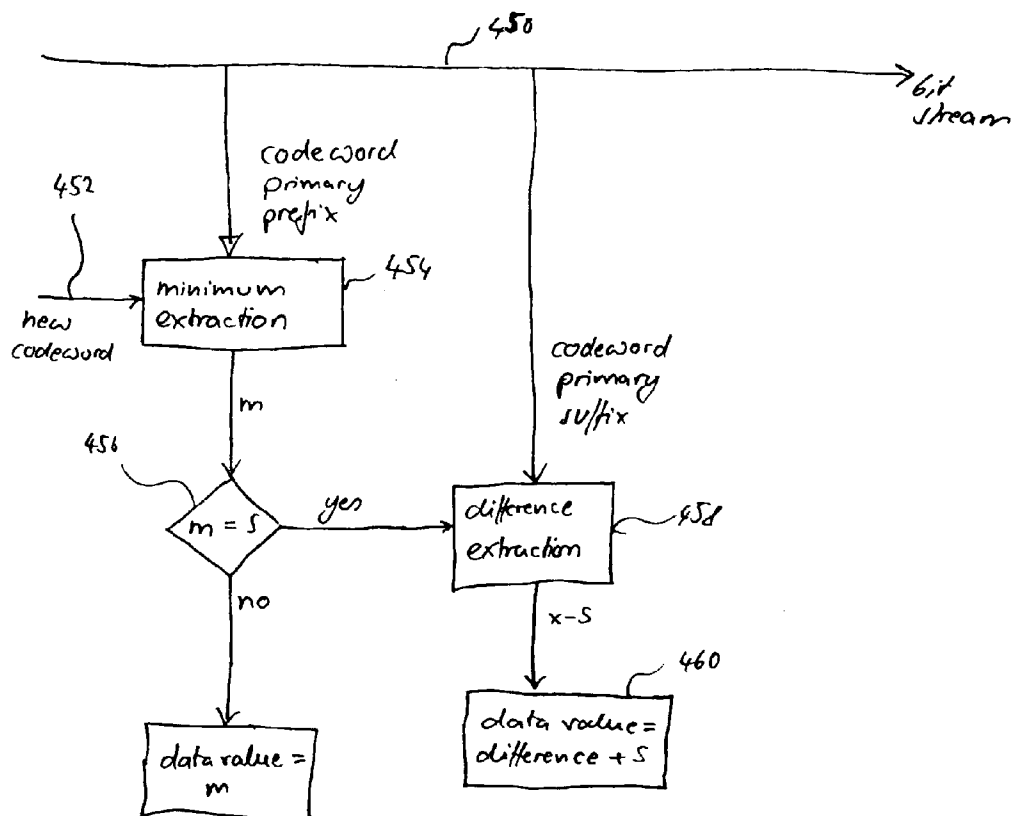 450
bit
stream
codeword
primary
prefix
452
454
minimum
extraction
new
codeword
codeword
primary
suffix
m
456
m = S
yes
difference
extraction
458
no
x-S
460
data value =
difference + S
data value =
m